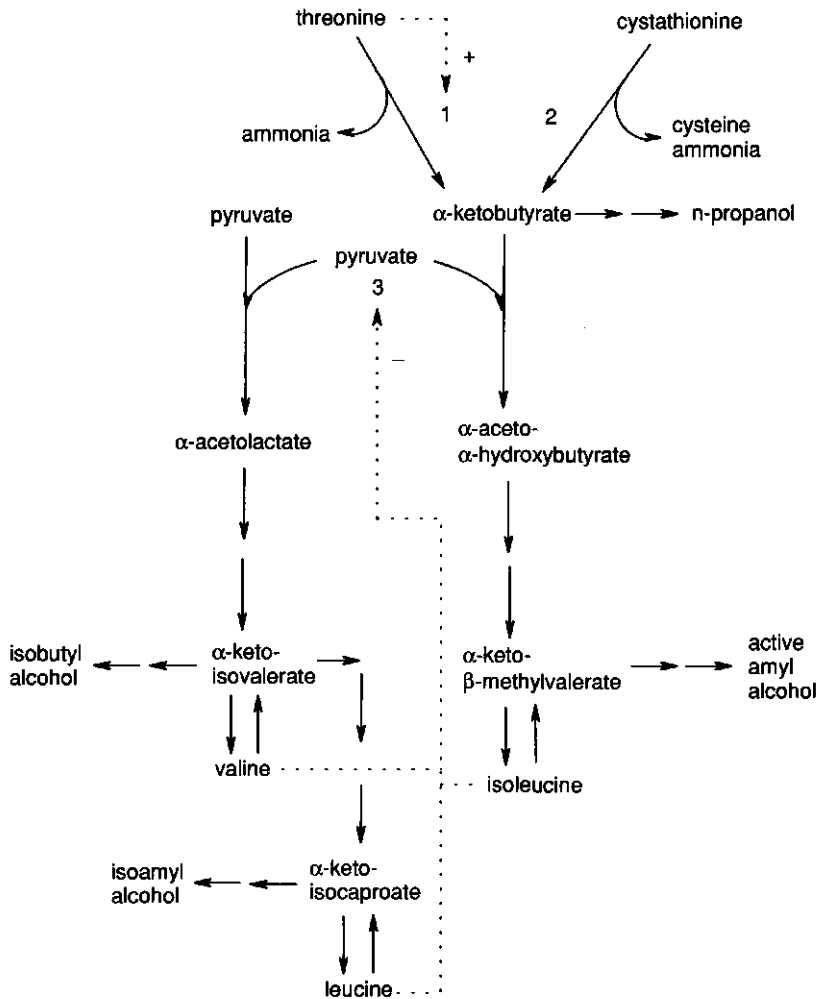 threonine
cystathionine
+
1
2
ammonia
cysteine
ammonia
pyruvate
α-ketobutyrate
n-propanol
pyruvate
3
–
α-acetolactate
α-aceto-
α-hydroxybutyrate
isobutyl
alcohol
α-keto-
isovalerate
α-keto-
β-methylvalerate
active
amyl
alcohol
valine
isoleucine
isoamyl
alcohol
α-keto-
isocaproate
leucine